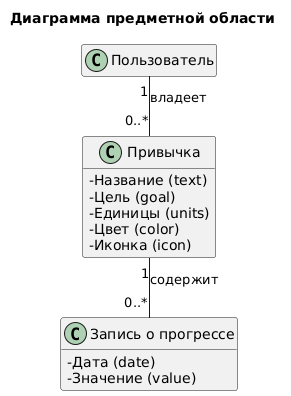 Диаграмма предметной области
C Пользователь
1
владеет
0..*
C Привычка
-Название (text)
-Цель (goal)
-Единицы (units)
-Цвет (color)
-Иконка (icon)
1
содержит
0..*
C Запись о прогрессе
-Дата (date)
-Значение (value)